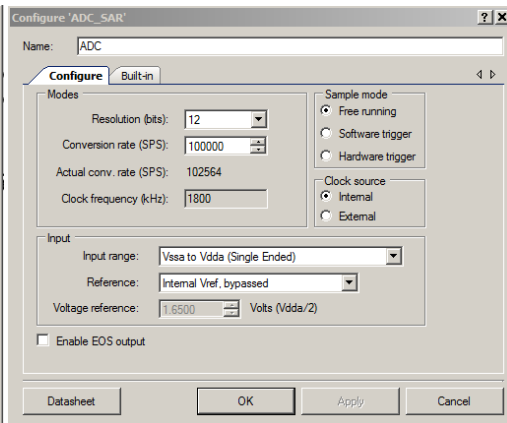 Configure 'ADC_SAR'
Name: ADC
Configure Built-in
Modes
Resolution (bits): 12
Conversion rate (SPS): 100000
Actual conv. rate (SPS): 102564
Clock frequency (kHz): 1800
Sample mode
Free running
Software trigger
Hardware trigger
Clock source
Internal
External
Input
Input range: Vssa to Vdda (Single Ended)
Reference: Internal Vref, bypassed
Voltage reference: 1.6500 Volts (Vdda/2)
Enable EOS output
Datasheet OK Apply Cancel